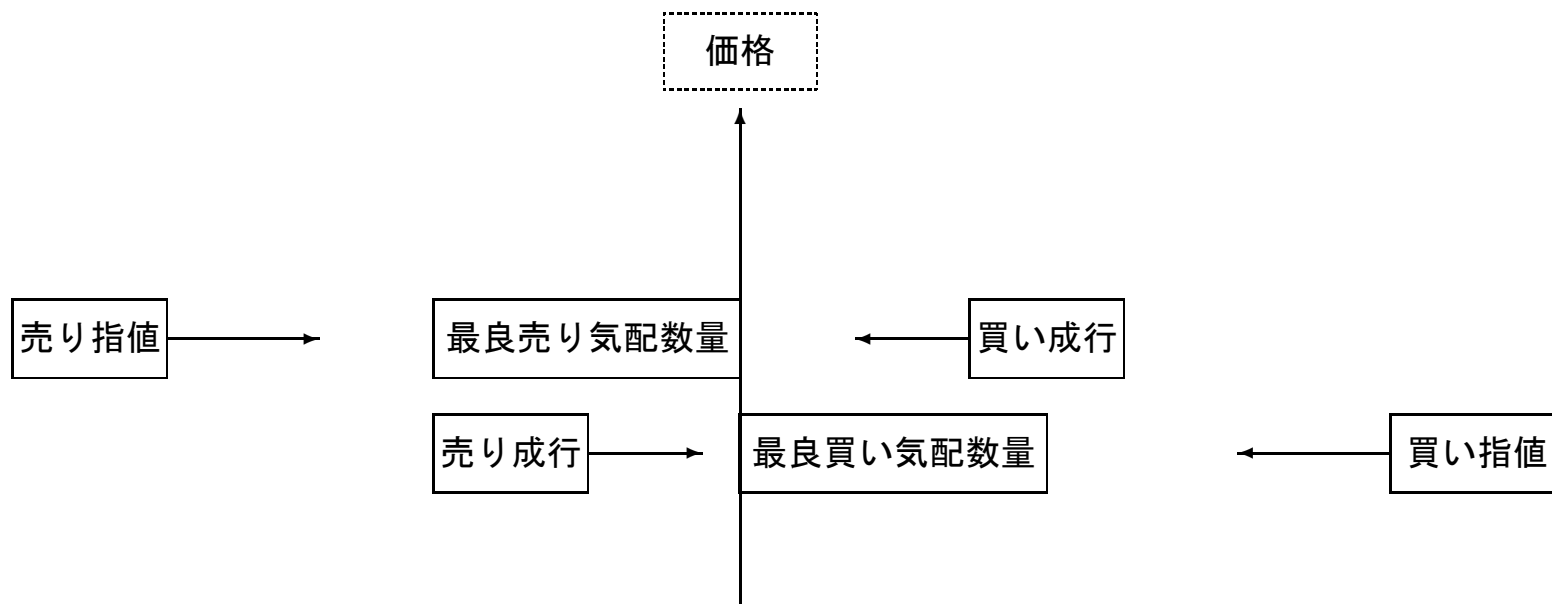 価格
売り指値
最良売り気配数量
買い成行
売り成行
最良買い気配数量
買い指値